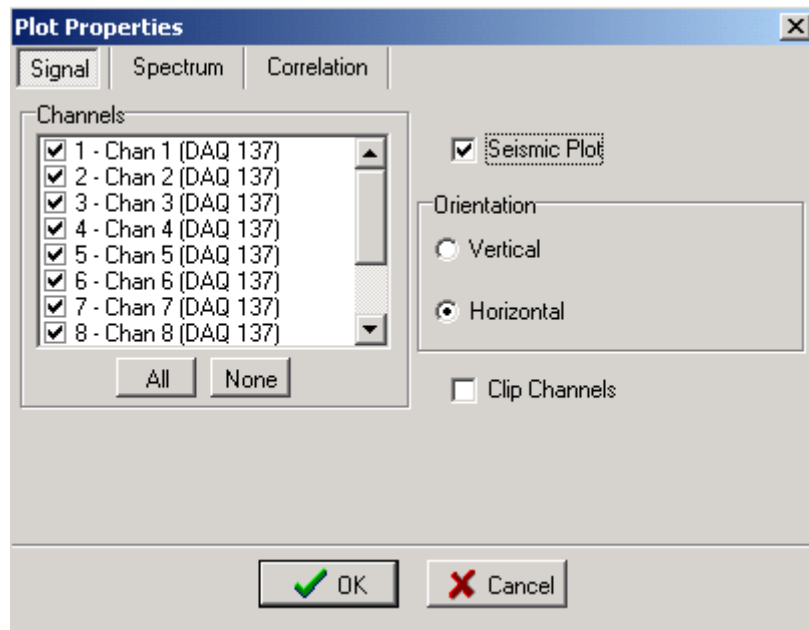 Plot Properties
Signal Spectrum Correlation
Channels
1 - Chan 1 (DAQ 137)
2 - Chan 2 (DAQ 137)
3 - Chan 3 (DAQ 137)
4 - Chan 4 (DAQ 137)
5 - Chan 5 (DAQ 137)
6 - Chan 6 (DAQ 137)
7 - Chan 7 (DAQ 137)
8 - Chan 8 (DAQ 137)
All None
Seismic Plot
Orientation
Vertical
Horizontal
Clip Channels
OK Cancel